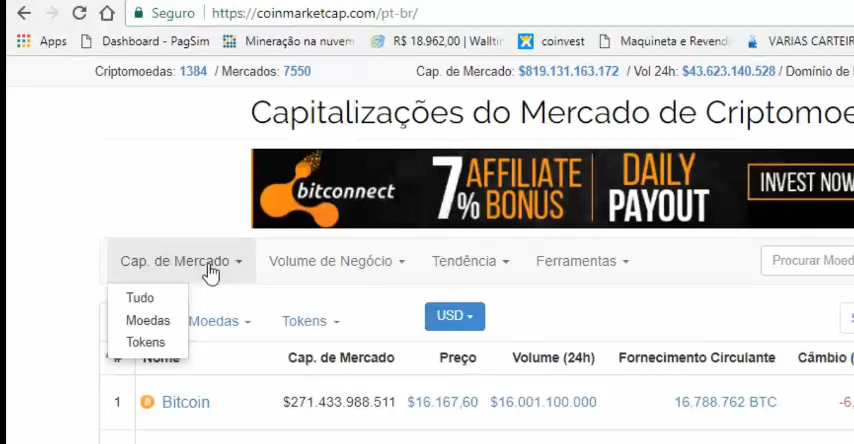 Seguro https://coinmarketcap.com/pt-br/
Apps Dashboard - PagSim Mineração na nuvem R$ 18.962,00 | Walltim coinvest Maquineta e Revend VARIAS CARTEIR
Criptomoedas: 1384 / Mercados: 7550 Cap. de Mercado: $819.131.163.172 / Vol 24h: $43.623.140.528 / Domínio de
Capitalizações do Mercado de Criptomoe
bitconnect 7% AFFILIATE BONUS DAILY PAYOUT INVEST NOW
Cap. de Mercado Volume de Negócio Tendência Ferramentas Procurar Moed
Tudo
Moedas Moedas Tokens USD
Tokens
# Nome Cap. de Mercado Preço Volume (24h) Fornecimento Circulante Câmbio (
1 Bitcoin $271.433.988.511 $16.167,60 $16.001.100.000 16.788.762 BTC -6,